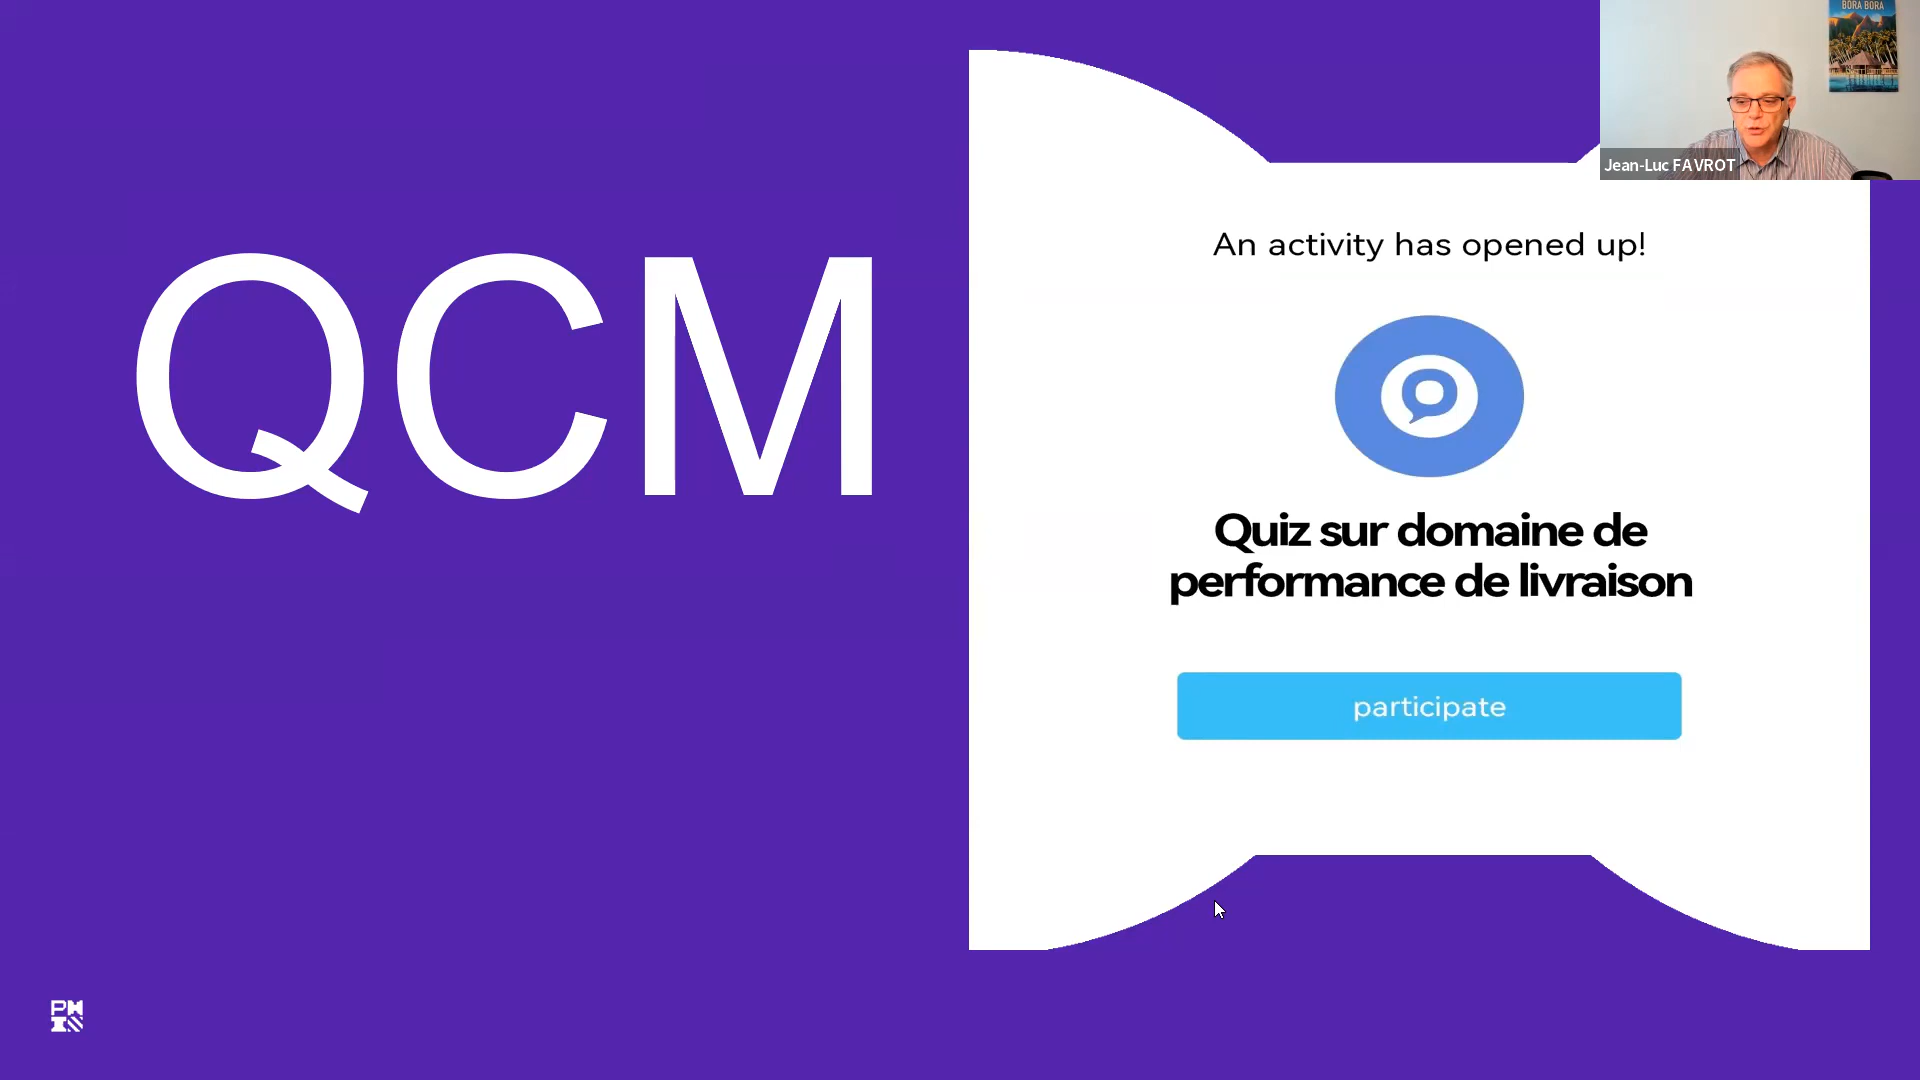 QCM
BORA BORA
Jean-Luc FAVROT
An activity has opened up!
Quiz sur domaine de
performance de livraison
participate
PM
I